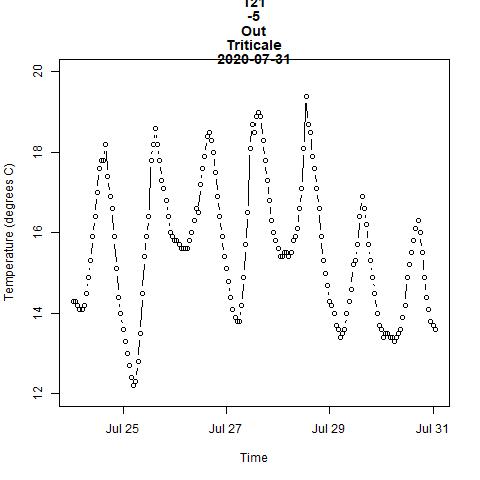 121
-5
Out
Triticale
2020-07-31
Temperature (degrees C)
20
18
16
14
12
Jul 25
Jul 27
Jul 29
Jul 31
Time